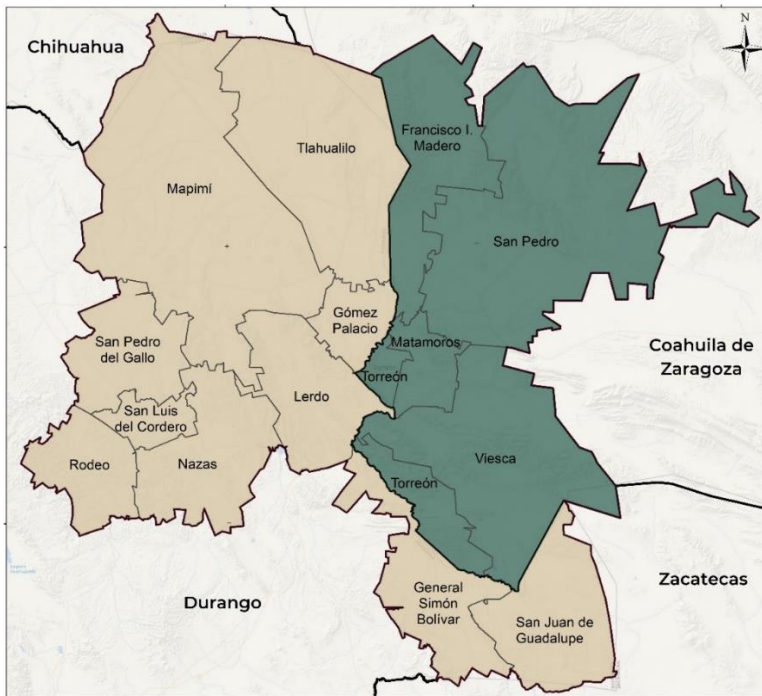 N
Chihuahua
Francisco I.
Madero
Tlahualilo
Mapimí
San Pedro
Gómez
Palacio
San Pedro
del Gallo
Matamoros
Coahuila de
Zaragoza
Torreón
Lerdo
San Luis
del Cordero
Viesca
Rodeo
Nazas
Torreón
Zacatecas
General
Simón
Bolívar
Durango
San Juan de
Guadalupe